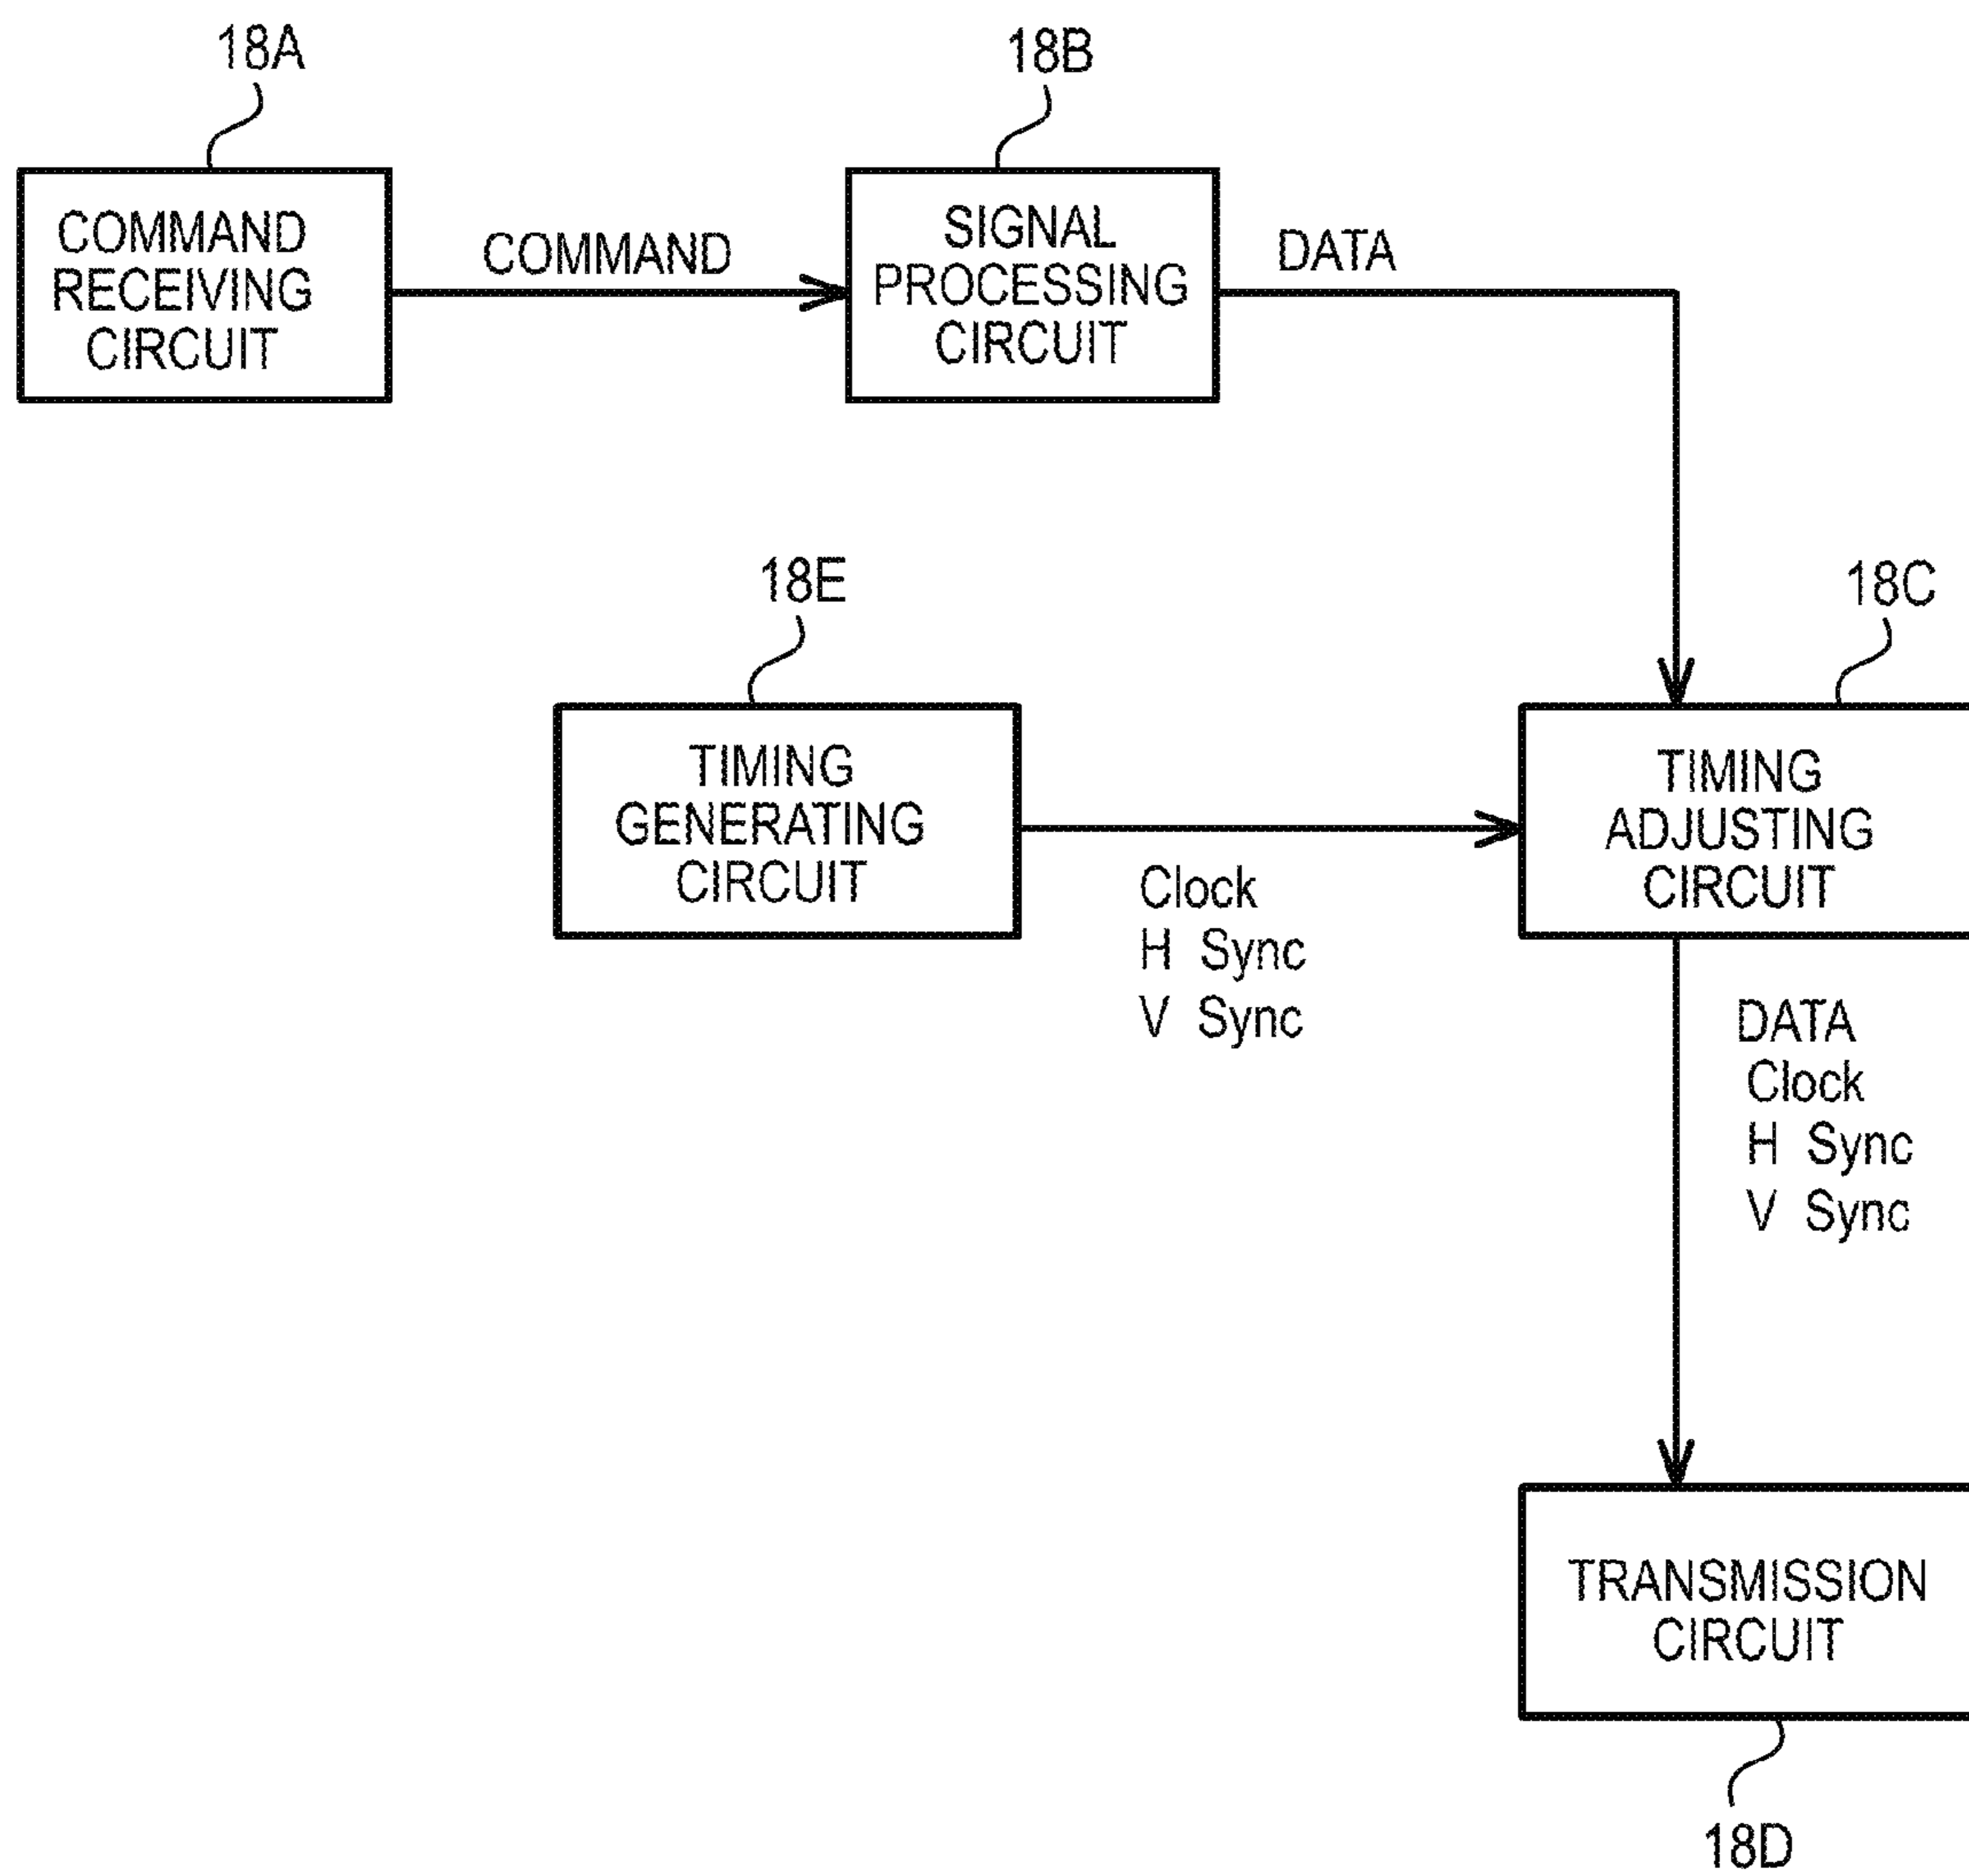 18A
18B
COMMAND
RECEIVING
CIRCUIT
COMMAND
SIGNAL
PROCESSING
CIRCUIT
DATA
18E
18C
TIMING
GENERATING
CIRCUIT
Clock
H Sync
V Sync
TIMING
ADJUSTING
CIRCUIT
DATA
Clock
H Sync
V Sync
TRANSMISSION
CIRCUIT
18D